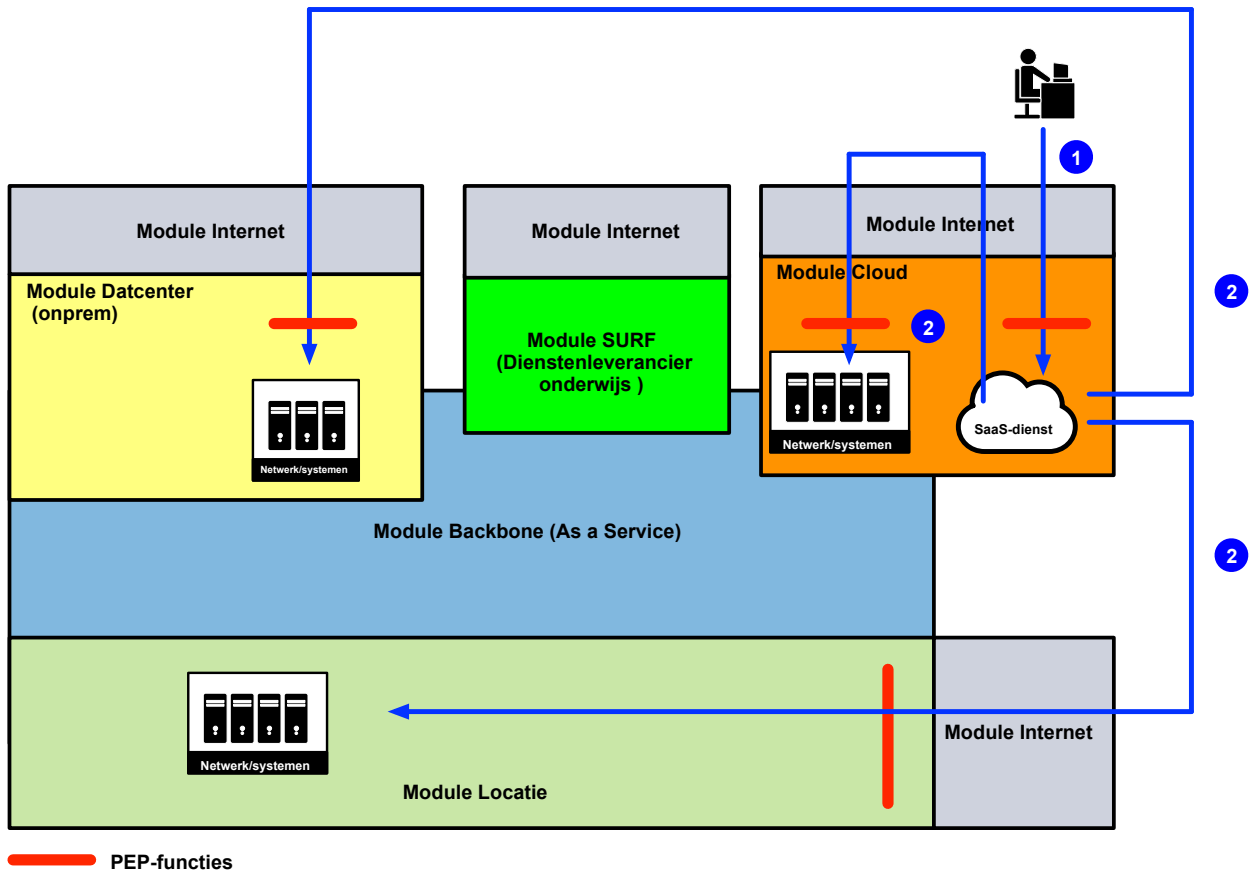 1
Module Internet
Module Internet
Module Internet
Module Datcenter
(onprem)
Module Cloud
2
2
Module SURF
(Dienstenleverancier
onderwijs )
SaaS-dienst
Netwerk/systemen
Netwerk/systemen
Module Backbone (As a Service)
2
Module Internet
Netwerk/systemen
Module Locatie
PEP-functies